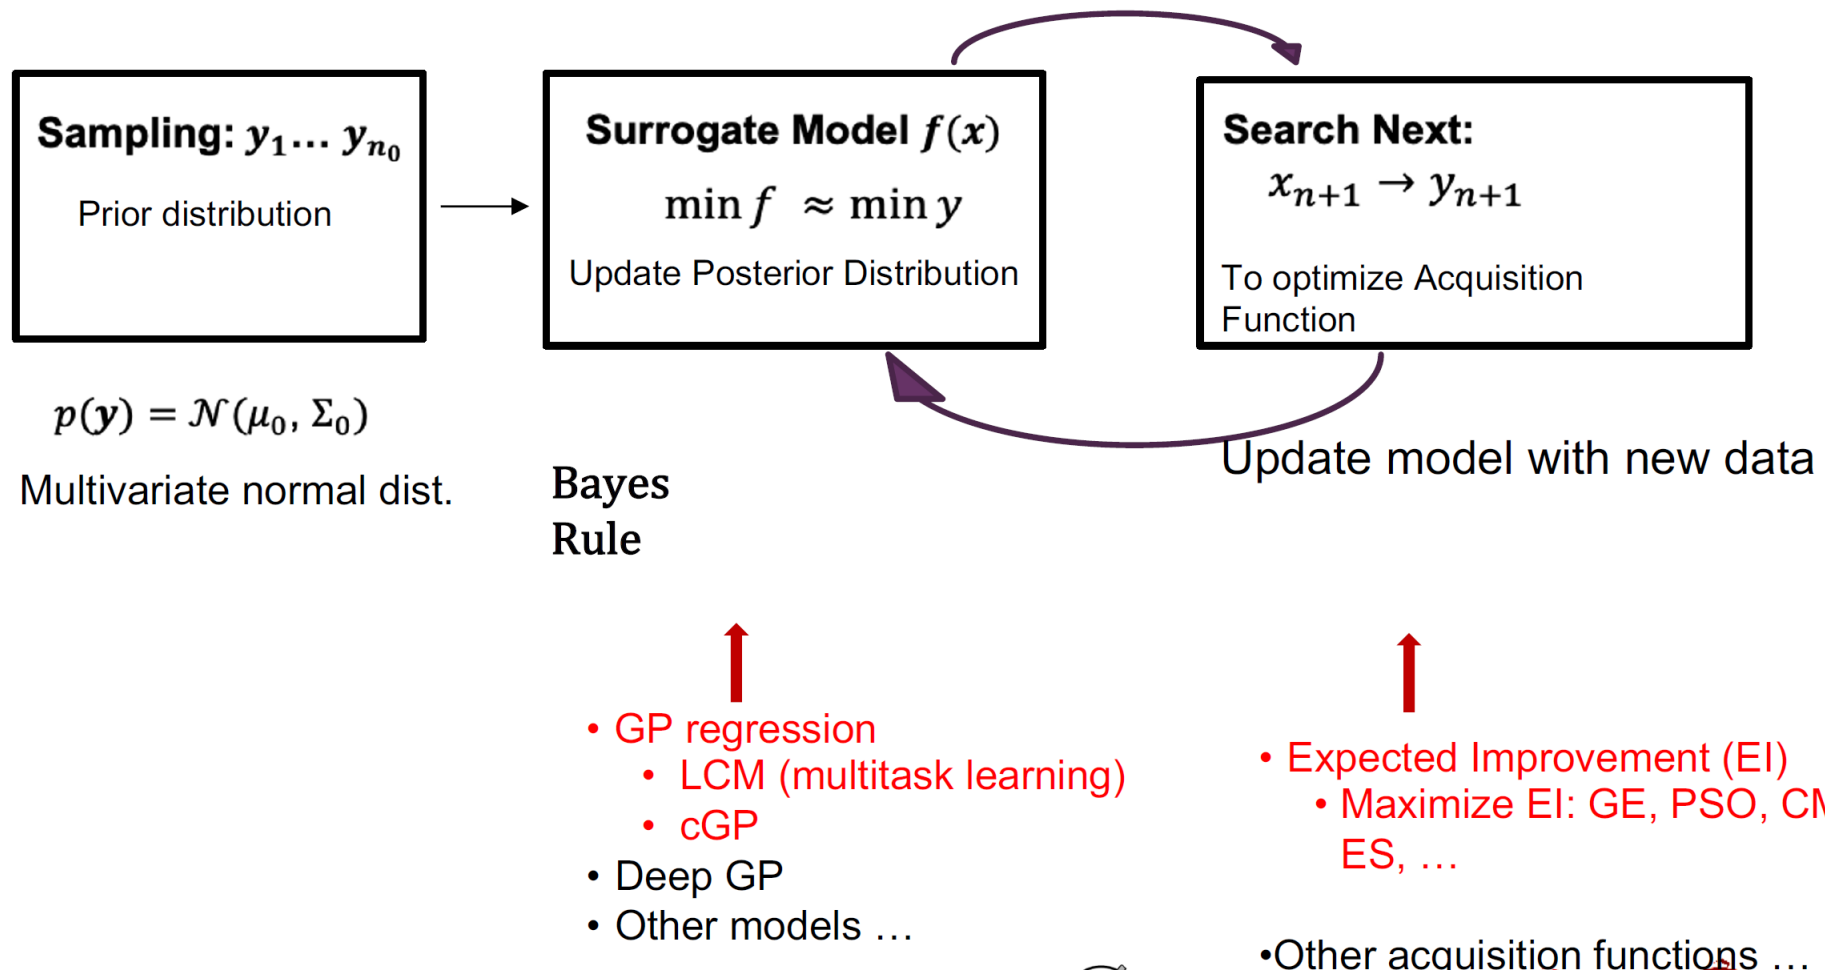 Sampling: y₁... yₙ₀
Prior distribution
p(y) = 𝒩(μ₀, Σ₀)
Multivariate normal dist.
Surrogate Model f(x)
min f ≈ min y
Update Posterior Distribution
Bayes
Rule
Search Next:
xₙ₊₁ → yₙ₊₁
To optimize Acquisition
Function
Update model with new data
• GP regression
• LCM (multitask learning)
• cGP
• Deep GP
• Other models …
• Expected Improvement (EI)
• Maximize EI: GE, PSO,
ES, …
•Other acquisition functions …